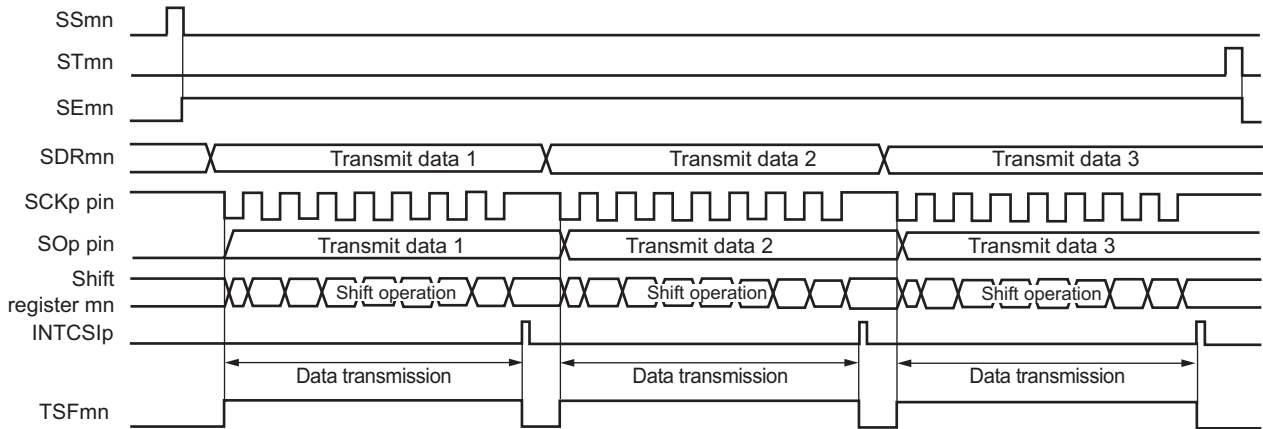 SSmn
STmn
SEmn
SDRmn
Transmit data 1
Transmit data 2
Transmit data 3
SCKp pin
SOp pin
Transmit data 1
Transmit data 2
Transmit data 3
Shift
register mn
Shift operation
Shift operation
Shift operation
INTCSIp
Data transmission
Data transmission
Data transmission
TSFmn